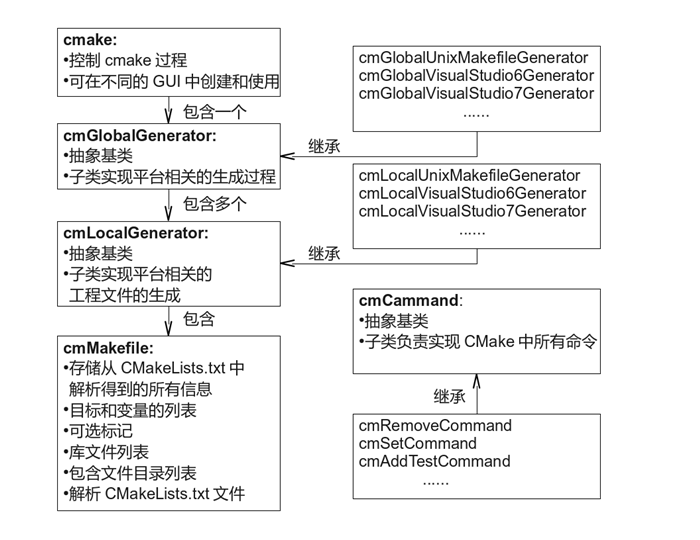 cmake:
•控制 cmake 过程
•可在不同的 GUI 中创建和使用
包含一个
cmGlobalGenerator:
•抽象基类
•子类实现平台相关的生成过程
包含多个
cmLocalGenerator:
•抽象基类
•子类实现平台相关的
工程文件的生成
包含
cmMakefile:
•存储从 CMakeLists.txt 中
解析得到的所有信息
•目标和变量的列表
•可选标记
•库文件列表
•包含文件目录列表
•解析 CMakeLists.txt 文件
cmGlobalUnixMakefileGenerator
cmGlobalVisualStudio6Generator
cmGlobalVisualStudio7Generator
······
继承
cmLocalUnixMakefileGenerator
cmLocalVisualStudio6Generator
cmLocalVisualStudio7Generator
······
继承
cmCammand:
•抽象基类
•子类负责实现 CMake 中所有命令
继承
cmRemoveCommand
cmSetCommand
cmAddTestCommand
······